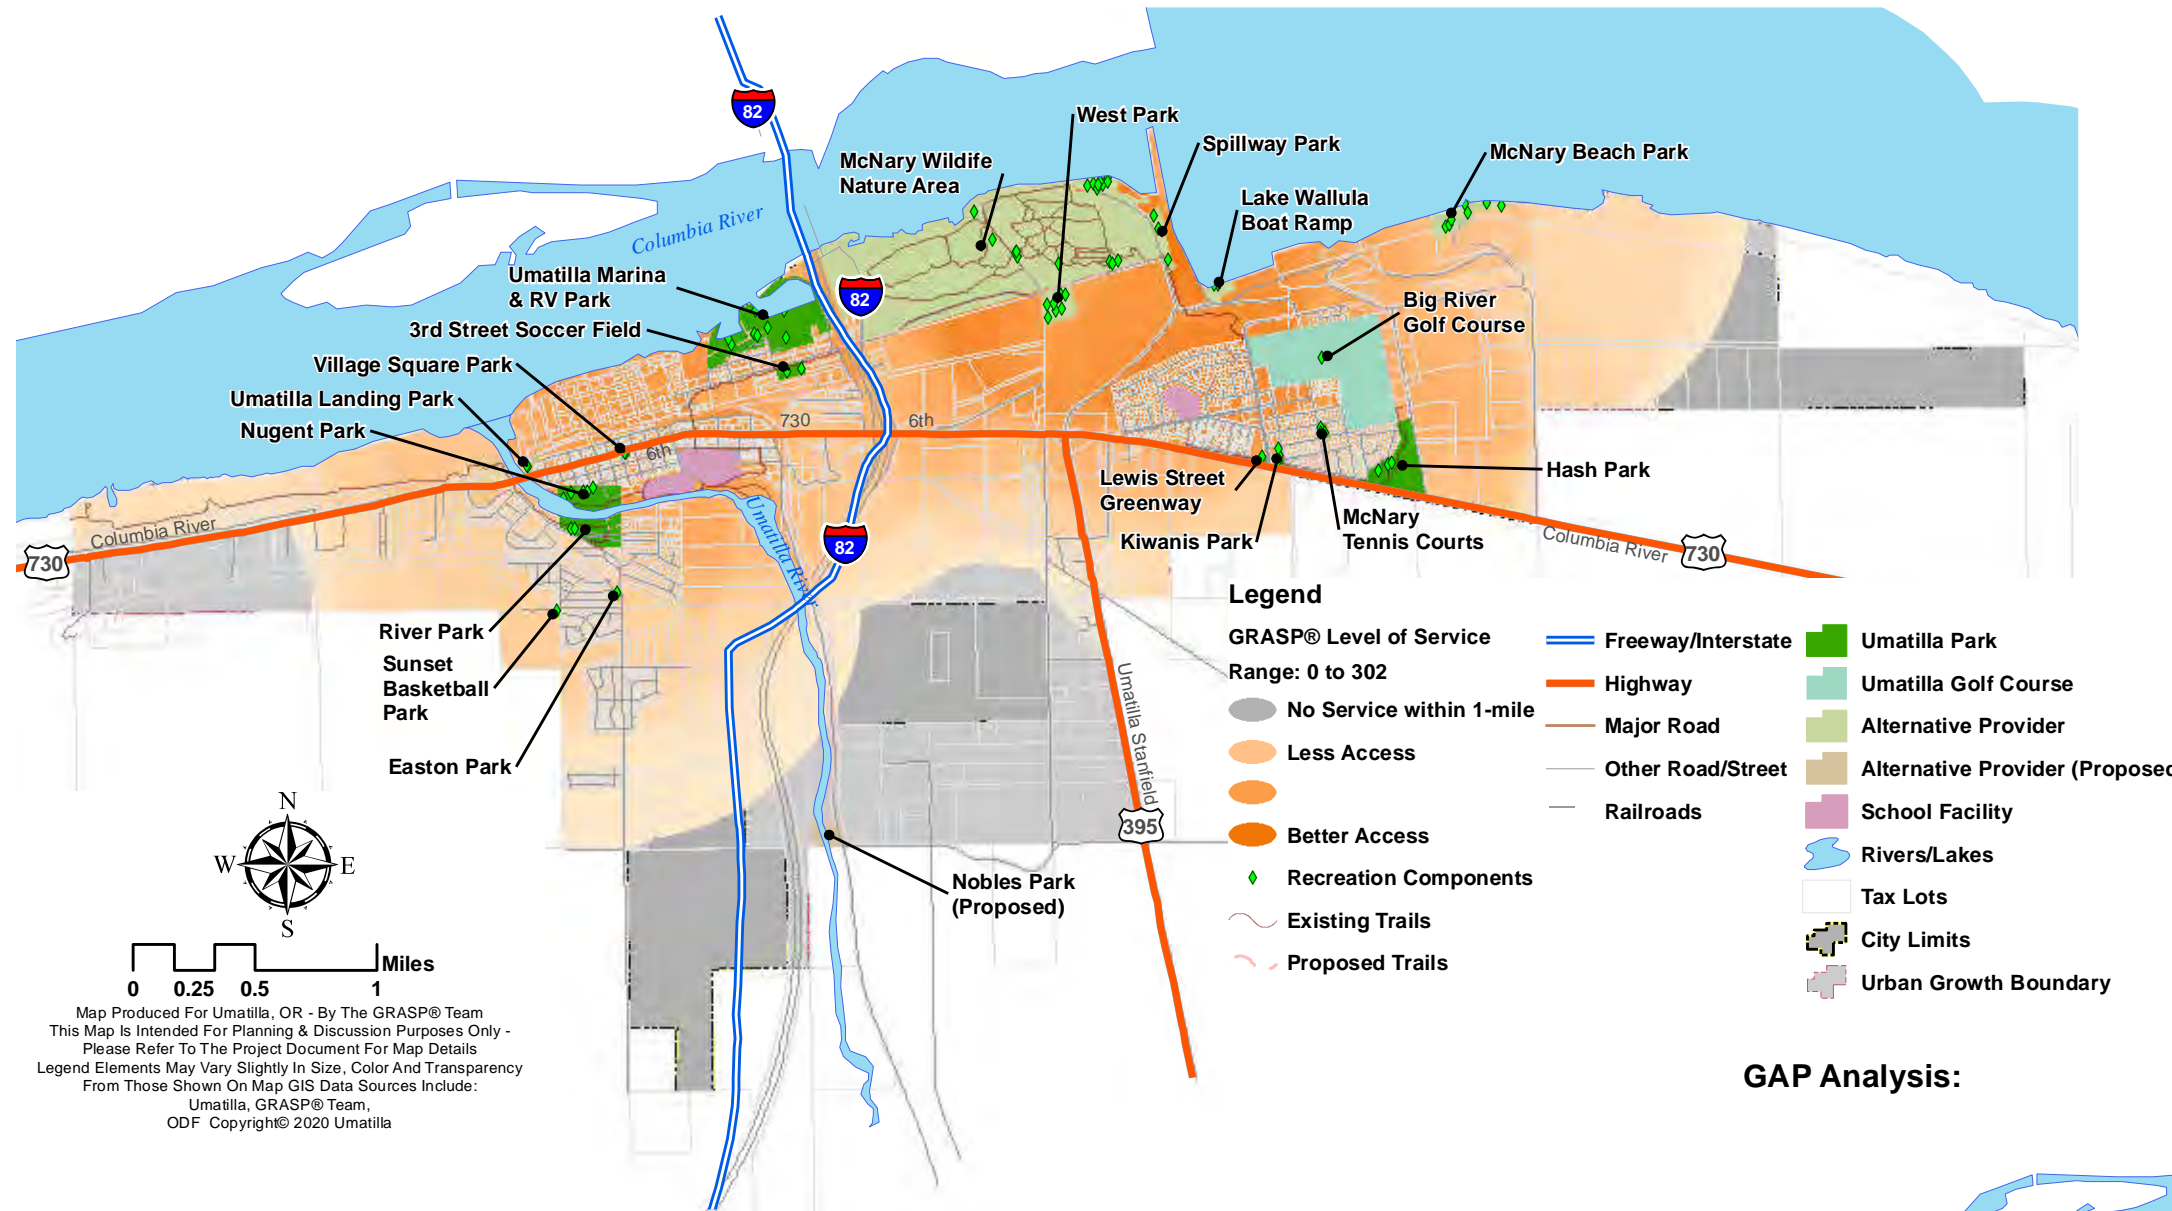 82
West Park
Spillway Park
McNary Wildife
Nature Area
McNary Beach Park
Lake Wallula
Boat Ramp
Columbia River
Umatilla Marina
& RV Park
82
Big River
Golf Course
3rd Street Soccer Field
Village Square Park
Umatilla Landing Park
Nugent Park
730
6th
6th
Lewis Street
Greenway
Hash Park
Kiwanis Park
McNary
Tennis Courts
Columbia River
730
Umatilla River
82
Columbia River
730
River Park
Sunset
Basketball
Park
Easton Park
Umatilla Stanfield
395
Nobles Park
(Proposed)
Legend
GRASP® Level of Service
Range: 0 to 302
No Service within 1-mile
Less Access
Better Access
Recreation Components
Existing Trails
Proposed Trails
Freeway/Interstate
Highway
Major Road
Other Road/Street
Railroads
Umatilla Park
Umatilla Golf Course
Alternative Provider
Alternative Provider (Proposed
School Facility
Rivers/Lakes
Tax Lots
City Limits
Urban Growth Boundary
N
W
E
S
Miles
0 0.25 0.5 1
Map Produced For Umatilla, OR - By The GRASP® Team
This Map Is Intended For Planning & Discussion Purposes Only -
Please Refer To The Project Document For Map Details
Legend Elements May Vary Slightly In Size, Color And Transparency
From Those Shown On Map GIS Data Sources Include:
Umatilla, GRASP® Team,
ODF Copyright© 2020 Umatilla
GAP Analysis: